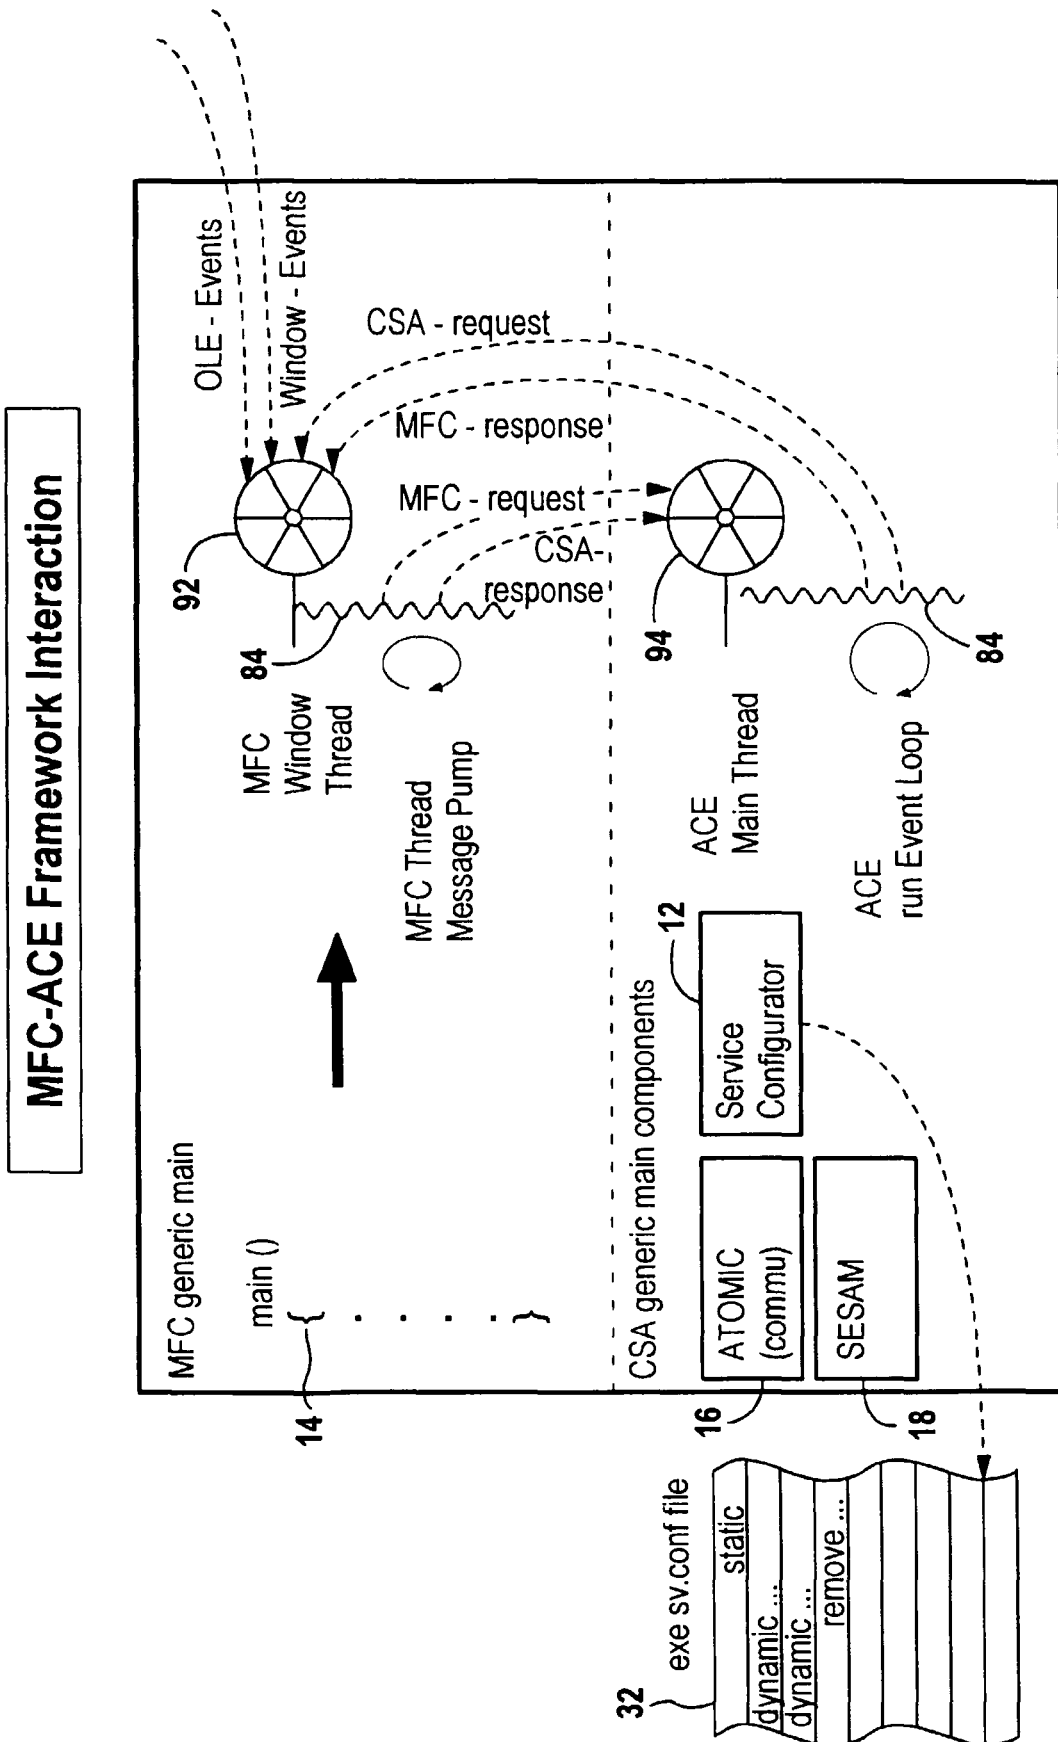 MFC-ACE Framework Interaction
OLE - Events
Window - Events
CSA - request
MFC - response
MFC - request
CSA-
response
92
84
94
84
MFC
Window
Thread
MFC Thread
Message Pump
ACE
Main Thread
ACE
run Event Loop
MFC generic main
main ()
{
. . . .
}
14
CSA generic main components
12
Service
Configurator
ATOMIC
(commu)
16
SESAM
18
exe sv.conf file
32
static
dynamic ...
dynamic ...
remove ...